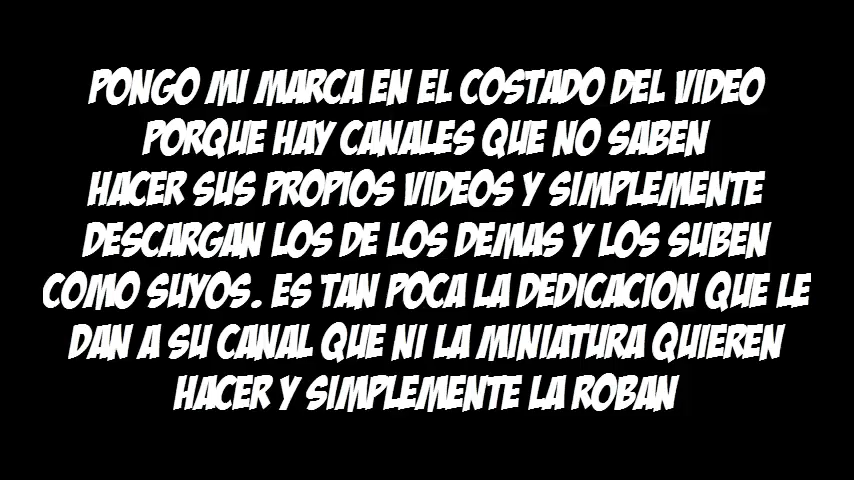 PONGO MI MARCA EN EL COSTADO DEL VIDEO
PORQUE HAY CANALES QUE NO SABEN
HACER SUS PROPIOS VIDEOS Y SIMPLEMENTE
DESCARGAN LOS DE LOS DEMAS Y LOS SUBEN
COMO SUYOS. ES TAN POCA LA DEDICACION QUE LE
DAN A SU CANAL QUE NI LA MINIATURA QUIEREN
HACER Y SIMPLEMENTE LA ROBAN